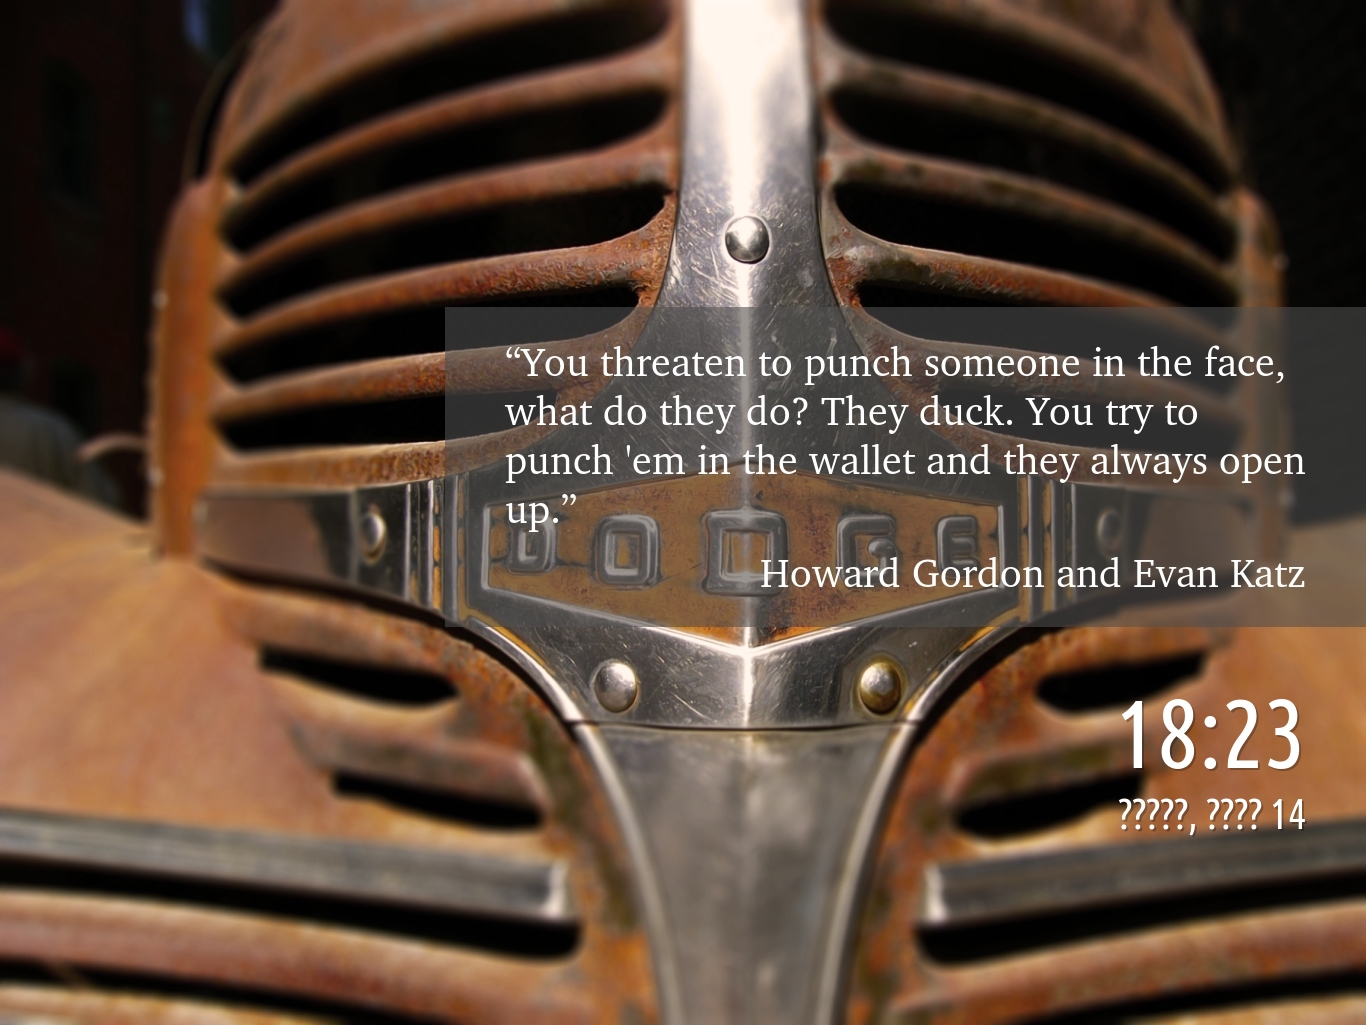 “You threaten to punch someone in the face,
what do they do? They duck. You try to
punch 'em in the wallet and they always open
up.”
DODGE
Howard Gordon and Evan Katz
18:23
?????, ???? 14